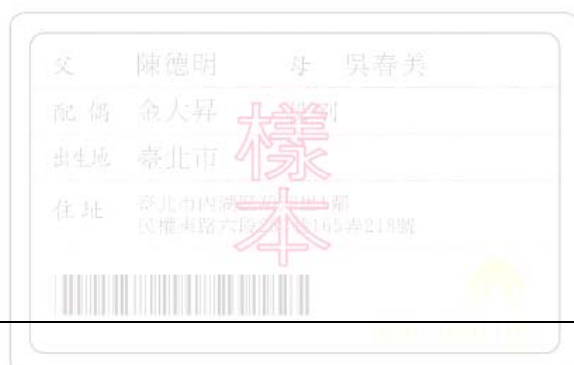 父 陳德明 母 吳春美
配偶 金大昇
出生地 臺北市
住址 臺北市內湖
民權東路六段 165弄218號
樣本